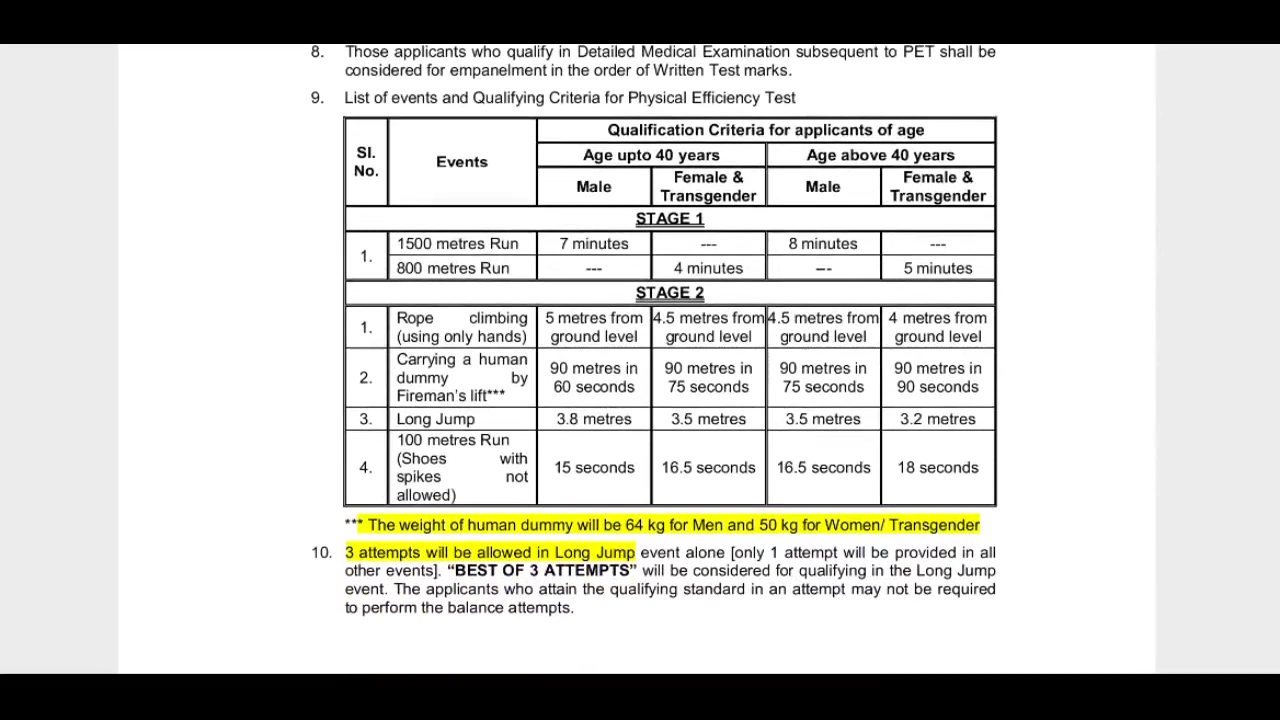 8. Those applicants who qualify in Detailed Medical Examination subsequent to PET shall be
considered for empanelment in the order of Written Test marks.
9. List of events and Qualifying Criteria for Physical Efficiency Test
Sl. No. Events Qualification Criteria for applicants of age
Age upto 40 years Age above 40 years
Male Female & Transgender Male Female & Transgender
STAGE 1
1. 1500 metres Run 7 minutes --- 8 minutes ---
800 metres Run --- 4 minutes --- 5 minutes
STAGE 2
1. Rope climbing (using only hands) 5 metres from ground level 4.5 metres from ground level 4.5 metres from ground level 4 metres from ground level
2. Carrying a human dummy by Fireman's lift*** 90 metres in 60 seconds 90 metres in 75 seconds 90 metres in 75 seconds 90 metres in 90 seconds
3. Long Jump 3.8 metres 3.5 metres 3.5 metres 3.2 metres
4. 100 metres Run (Shoes with spikes not allowed) 15 seconds 16.5 seconds 16.5 seconds 18 seconds
*** The weight of human dummy will be 64 kg for Men and 50 kg for Women/ Transgender
10. 3 attempts will be allowed in Long Jump event alone [only 1 attempt will be provided in all
other events]. “BEST OF 3 ATTEMPTS” will be considered for qualifying in the Long Jump
event. The applicants who attain the qualifying standard in an attempt may not be required
to perform the balance attempts.